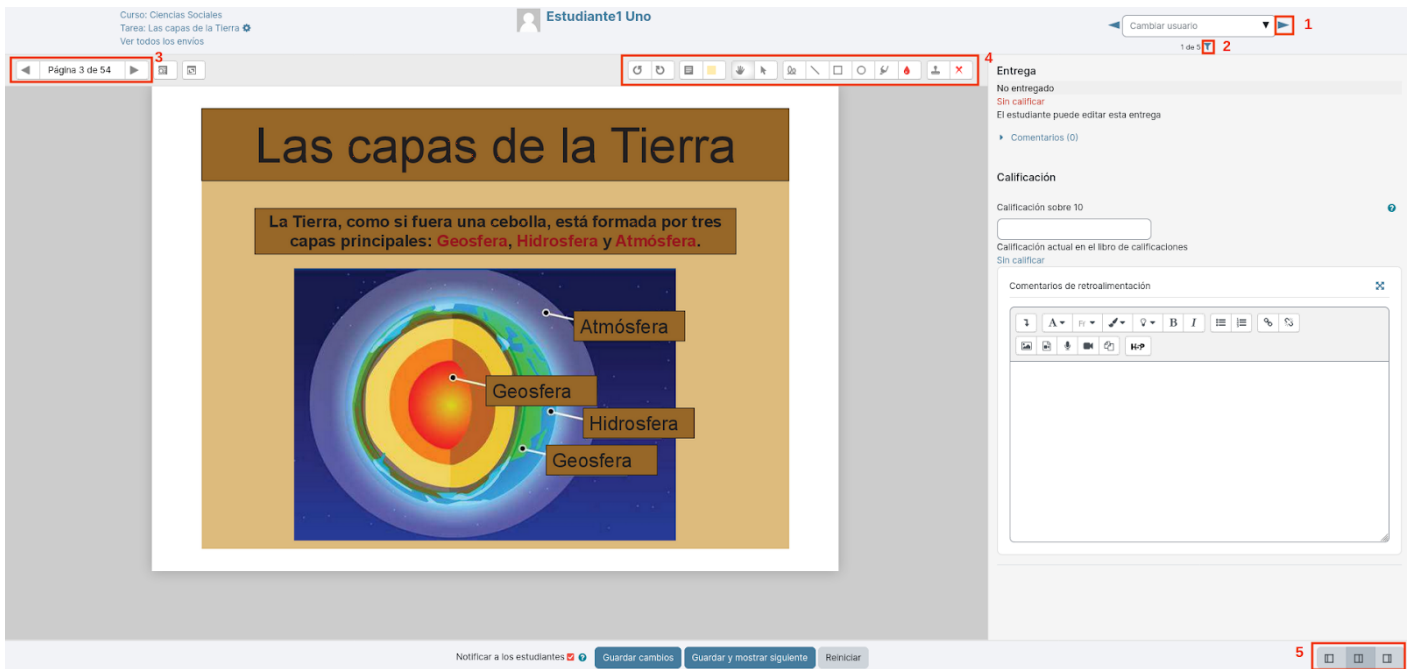 Curso: Ciencias Sociales
Tarea: Las capas de la Tierra
Ver todos los envíos
Estudiante1 Uno
Cambiar usuario
1
1 de 5
2
3
Página 3 de 54
4
Las capas de la Tierra
La Tierra, como si fuera una cebolla, está formada por tres
capas principales: Geosfera, Hidrosfera y Atmósfera.
Atmósfera
Geosfera
Hidrosfera
Geosfera
Entrega
No entregado
Sin calificar
El estudiante puede editar esta entrega
Comentarios (0)
Calificación
Calificación sobre 10
Calificación actual en el libro de calificaciones
Sin calificar
Comentarios de retroalimentación
A
B I
H-P
Notificar a los estudiantes
Guardar cambios
Guardar y mostrar siguiente
Reiniciar
5